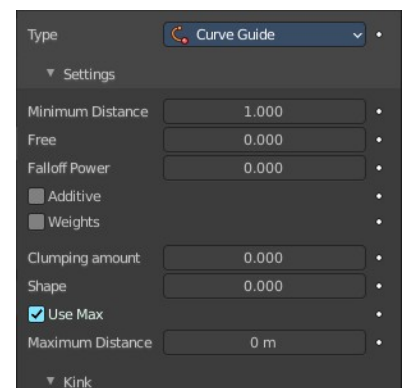 Type Curve Guide
Settings
Minimum Distance 1.000
Free 0.000
Falloff Power 0.000
Additive
Weights
Clumping amount 0.000
Shape 0.000
Use Max
Maximum Distance 0 m
Kink